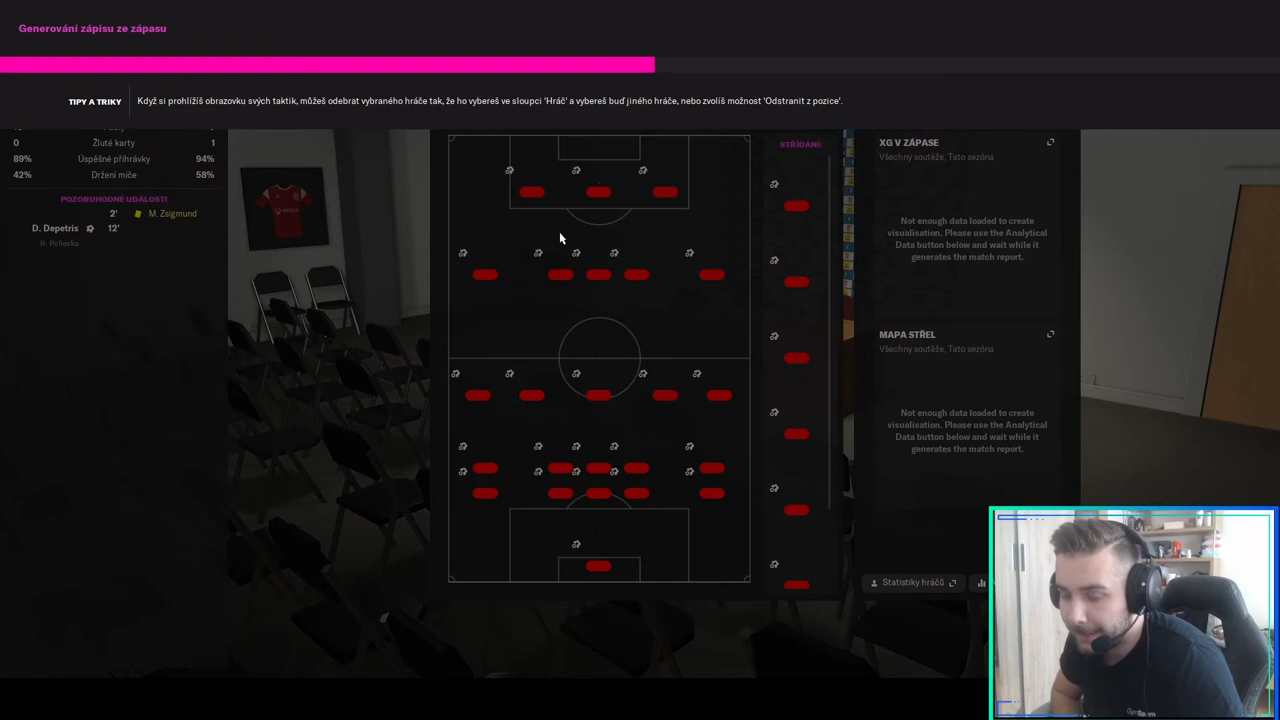 Generování zápisu ze zápasu
TIPY A TRIKY
Když si prohlížíš obrazovku svých taktik, můžeš odebrat vybraného hráče tak, že ho vybereš ve sloupci 'Hráč' a vybereš buď jiného hráče, nebo zvolíš možnost 'Odstranit z pozice'.
0 Žluté karty 1
89% Úspěšné přihrávky 94%
42% Držení míče 58%
POZORUHODNÉ UDÁLOSTI
2' M. Zsigmund
D. Depetris 12'
R. Polievka
STŘÍDÁNÍ:
XG V ZÁPASE
Všechny soutěže, Tato sezóna
Not enough data loaded to create
visualisation. Please use the Analytical
Data button below and wait while it
generates the match report.
MAPA STŘEL
Všechny soutěže, Tato sezóna
Not enough data loaded to create
visualisation. Please use the Analytical
Data button below and wait while it
generates the match report.
Statistiky hráčů